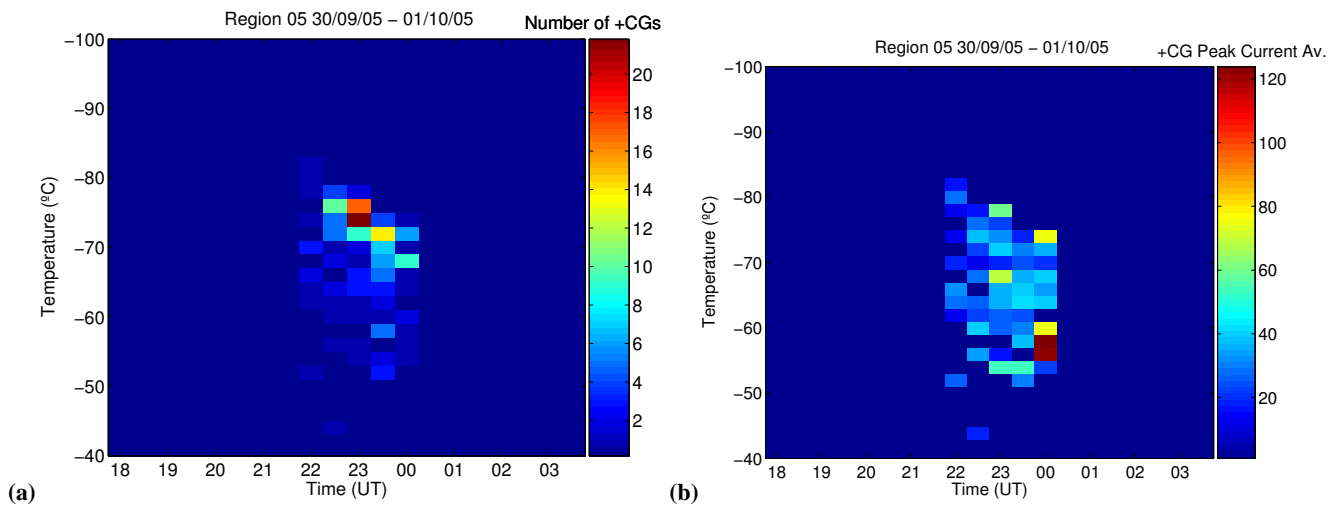 Region 05 30/09/05 − 01/10/05
Number of +CGs
−100
−90
−80
−70
−60
−50
−40
Temperature (ºC)
18 19 20 21 22 23 00 01 02 03
Time (UT)
20
18
16
14
12
10
8
6
4
2
(a)
Region 05 30/09/05 − 01/10/05
+CG Peak Current Av.
−100
−90
−80
−70
−60
−50
−40
Temperature (ºC)
18 19 20 21 22 23 00 01 02 03
Time (UT)
120
100
80
60
40
20
(b)